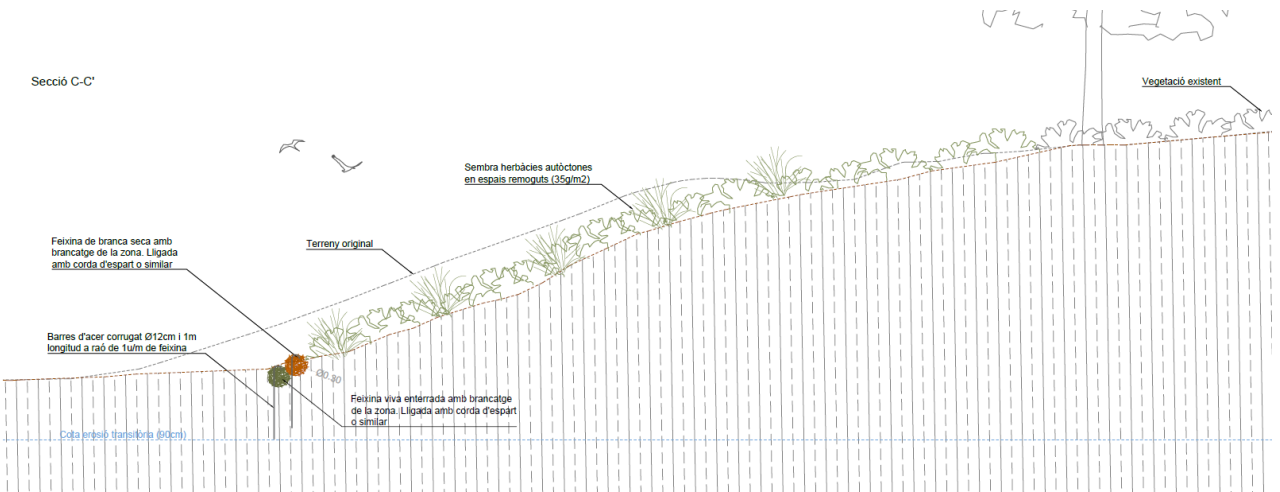 Secció C-C'
Vegetació existent
Sembra herbàcies autòctones
en espais remoguts (35g/m2)
Feixina de branca seca amb
brancatge de la zona. Lligada
amb corda d'espart o similar
Terreny original
Barres d'acer corrugat Ø12cm i 1m
longitud a raó de 1u/m de feixina
Ø0.30
Feixina viva enterrada amb brancatge
de la zona. Lligada amb corda d'espart
o similar
Cota erosió transitòria (90cm)